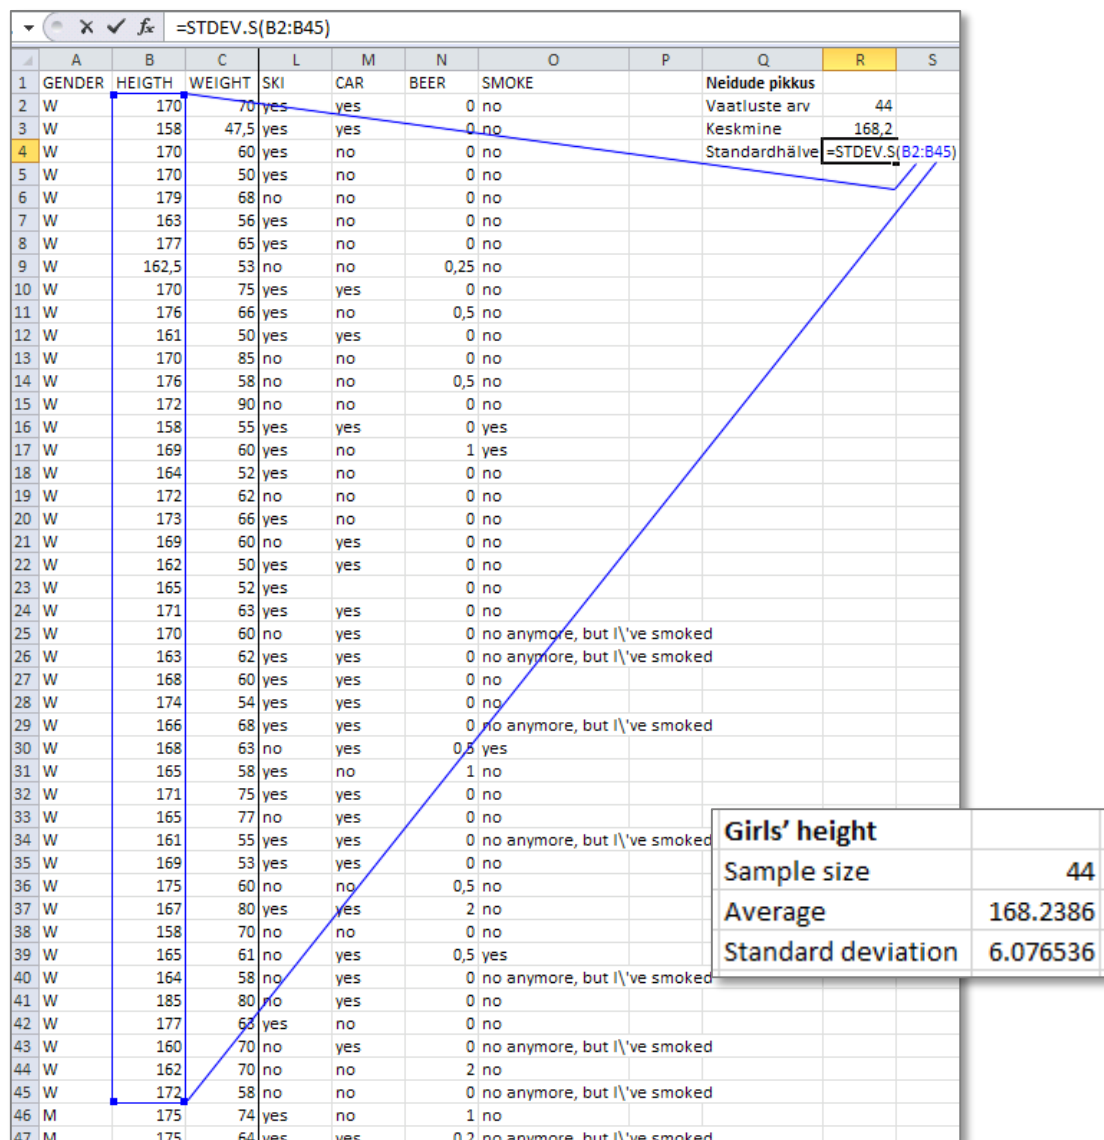 fx =STDEV.S(B2:B45)
A B C L M N O P Q R S
1 GENDER HEIGTH WEIGHT SKI CAR BEER SMOKE Neidude pikkus
2 W 170 70 yes yes 0 no Vaatluste arv 44
3 W 158 47,5 yes yes 0 no Keskmine 168,2
4 W 170 60 yes no 0 no Standardhälve =STDEV.S(B2:B45)
5 W 170 50 yes no 0 no
6 W 179 68 no no 0 no
7 W 163 56 yes no 0 no
8 W 177 65 yes no 0 no
9 W 162,5 53 no no 0,25 no
10 W 170 75 yes yes 0 no
11 W 176 66 yes no 0,5 no
12 W 161 50 yes yes 0 no
13 W 170 85 no no 0 no
14 W 176 58 no no 0,5 no
15 W 172 90 no no 0 no
16 W 158 55 yes yes 0 yes
17 W 169 60 yes no 1 yes
18 W 164 52 yes no 0 no
19 W 172 62 no no 0 no
20 W 173 66 yes no 0 no
21 W 169 60 no yes 0 no
22 W 162 50 yes yes 0 no
23 W 165 52 yes 0 no
24 W 171 63 yes yes 0 no
25 W 170 60 no yes 0 no anymore, but I\'ve smoked
26 W 163 62 yes yes 0 no anymore, but I\'ve smoked
27 W 168 60 yes yes 0 no
28 W 174 54 yes yes 0 no
29 W 166 68 yes yes 0 no anymore, but I\'ve smoked
30 W 168 63 no yes 0,5 yes
31 W 165 58 yes no 1 no
32 W 171 75 yes yes 0 no
33 W 165 77 no yes 0 no
34 W 161 55 yes yes 0 no anymore, but I\'ve smoked
35 W 169 53 yes yes 0 no
36 W 175 60 no no 0,5 no
37 W 167 80 yes yes 2 no
38 W 158 70 no no 0 no
39 W 165 61 no yes 0,5 yes
40 W 164 58 no yes 0 no anymore, but I\'ve smoked
41 W 185 80 no yes 0 no
42 W 177 63 yes no 0 no
43 W 160 70 no yes 0 no anymore, but I\'ve smoked
44 W 162 70 no no 2 no
45 W 172 58 no no 0 no anymore, but I\'ve smoked
46 M 175 74 yes no 1 no
47 M 175 64 yes yes 0,2 no anymore, but I\'ve smoked
Girls' height
Sample size 44
Average 168.2386
Standard deviation 6.076536